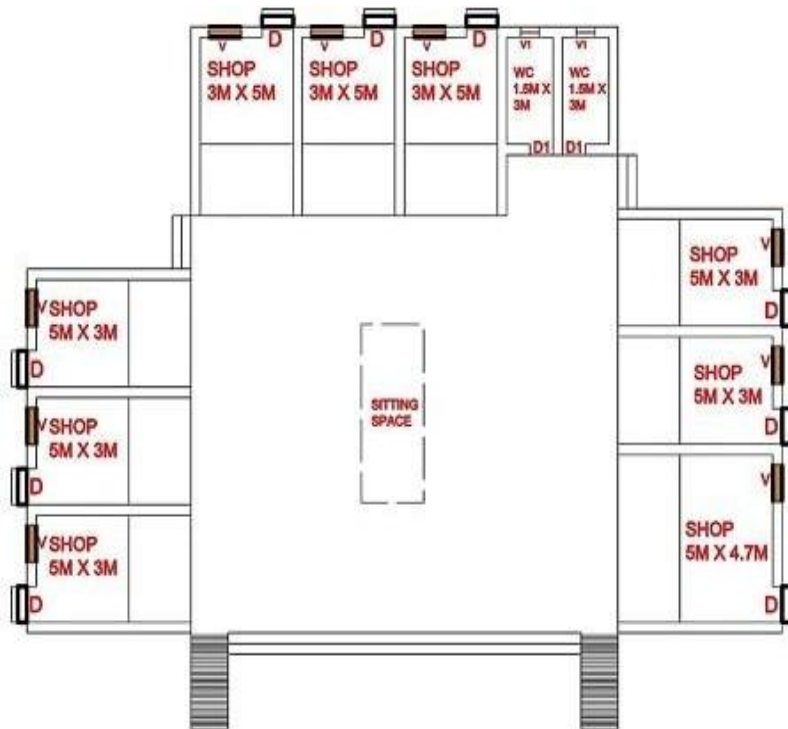 V
D
SHOP
3M X 5M
V
D
SHOP
3M X 5M
V
D
SHOP
3M X 5M
V1
WC
1.5M X
3M
D1
V1
WC
1.5M X
3M
D1
V
SHOP
5M X 3M
D
V
SHOP
5M X 3M
D
V
SHOP
5M X 3M
D
SITTING
SPACE
V
SHOP
5M X 3M
D
V
SHOP
5M X 3M
D
V
SHOP
5M X 4.7M
D